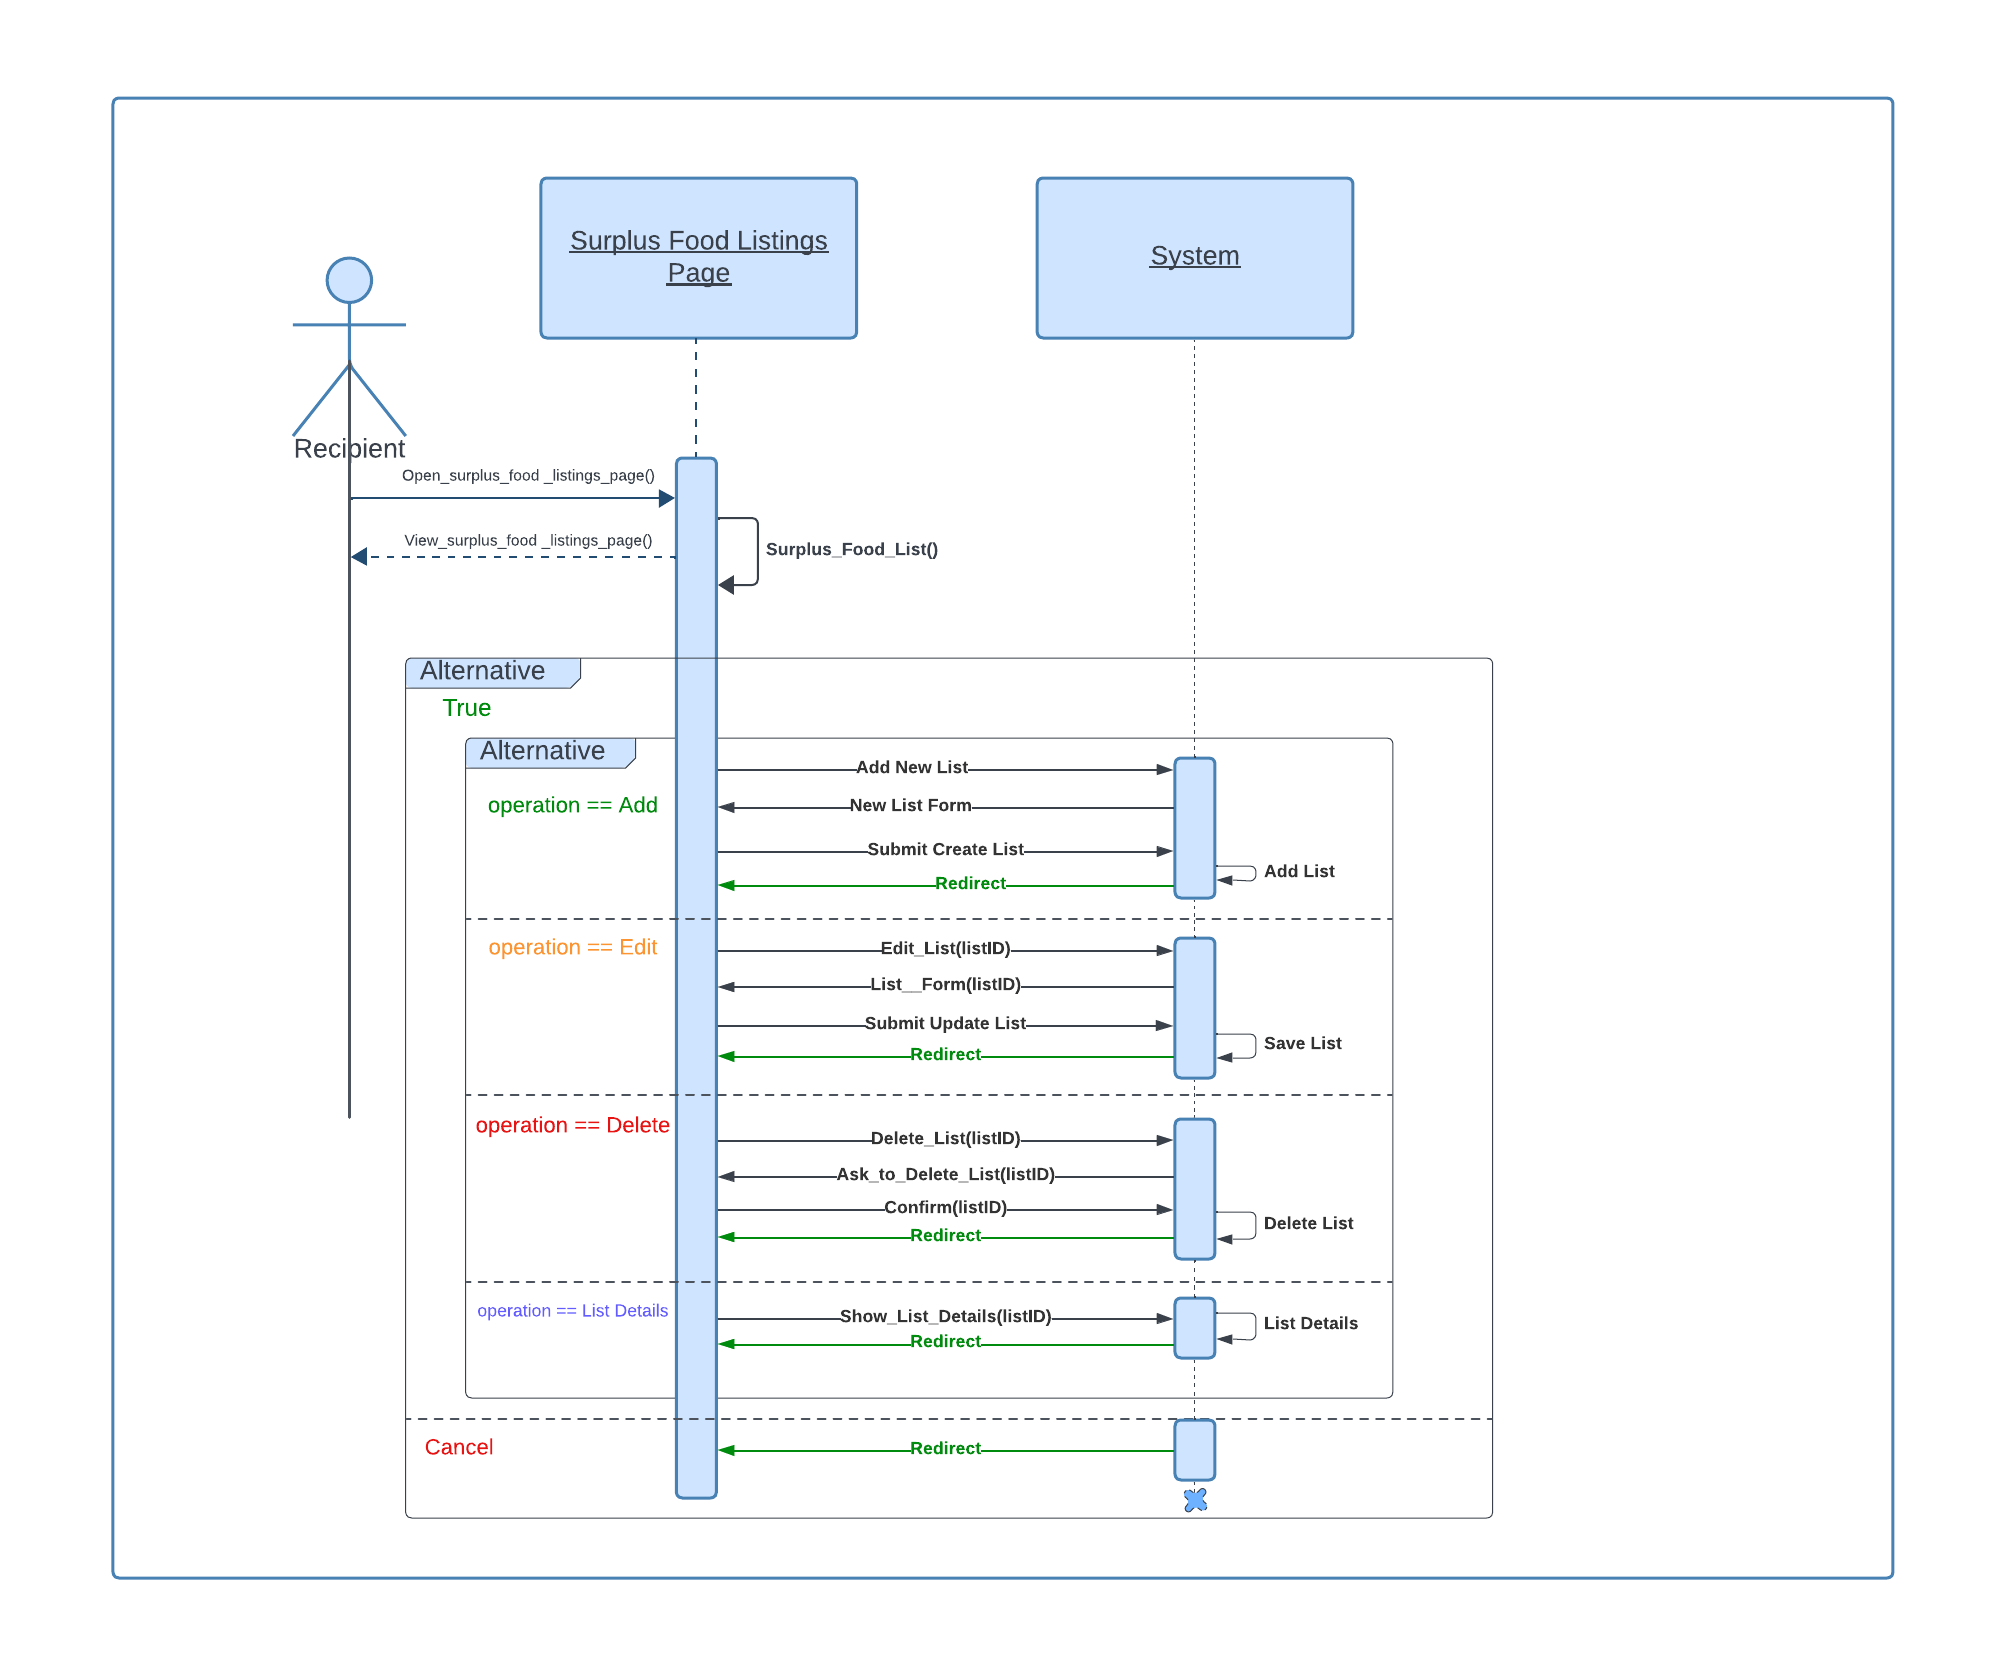 Surplus Food Listings
Page
System
Recipient
Open_surplus_food _listings_page()
View_surplus_food _listings_page()
Surplus_Food_List()
Alternative
True
Alternative
Add New List
operation == Add
New List Form
Submit Create List
Add List
Redirect
operation == Edit
Edit_List(listID)
List__Form(listID)
Submit Update List
Save List
Redirect
operation == Delete
Delete_List(listID)
Ask_to_Delete_List(listID)
Confirm(listID)
Delete List
Redirect
operation == List Details
Show_List_Details(listID)
List Details
Redirect
Cancel
Redirect